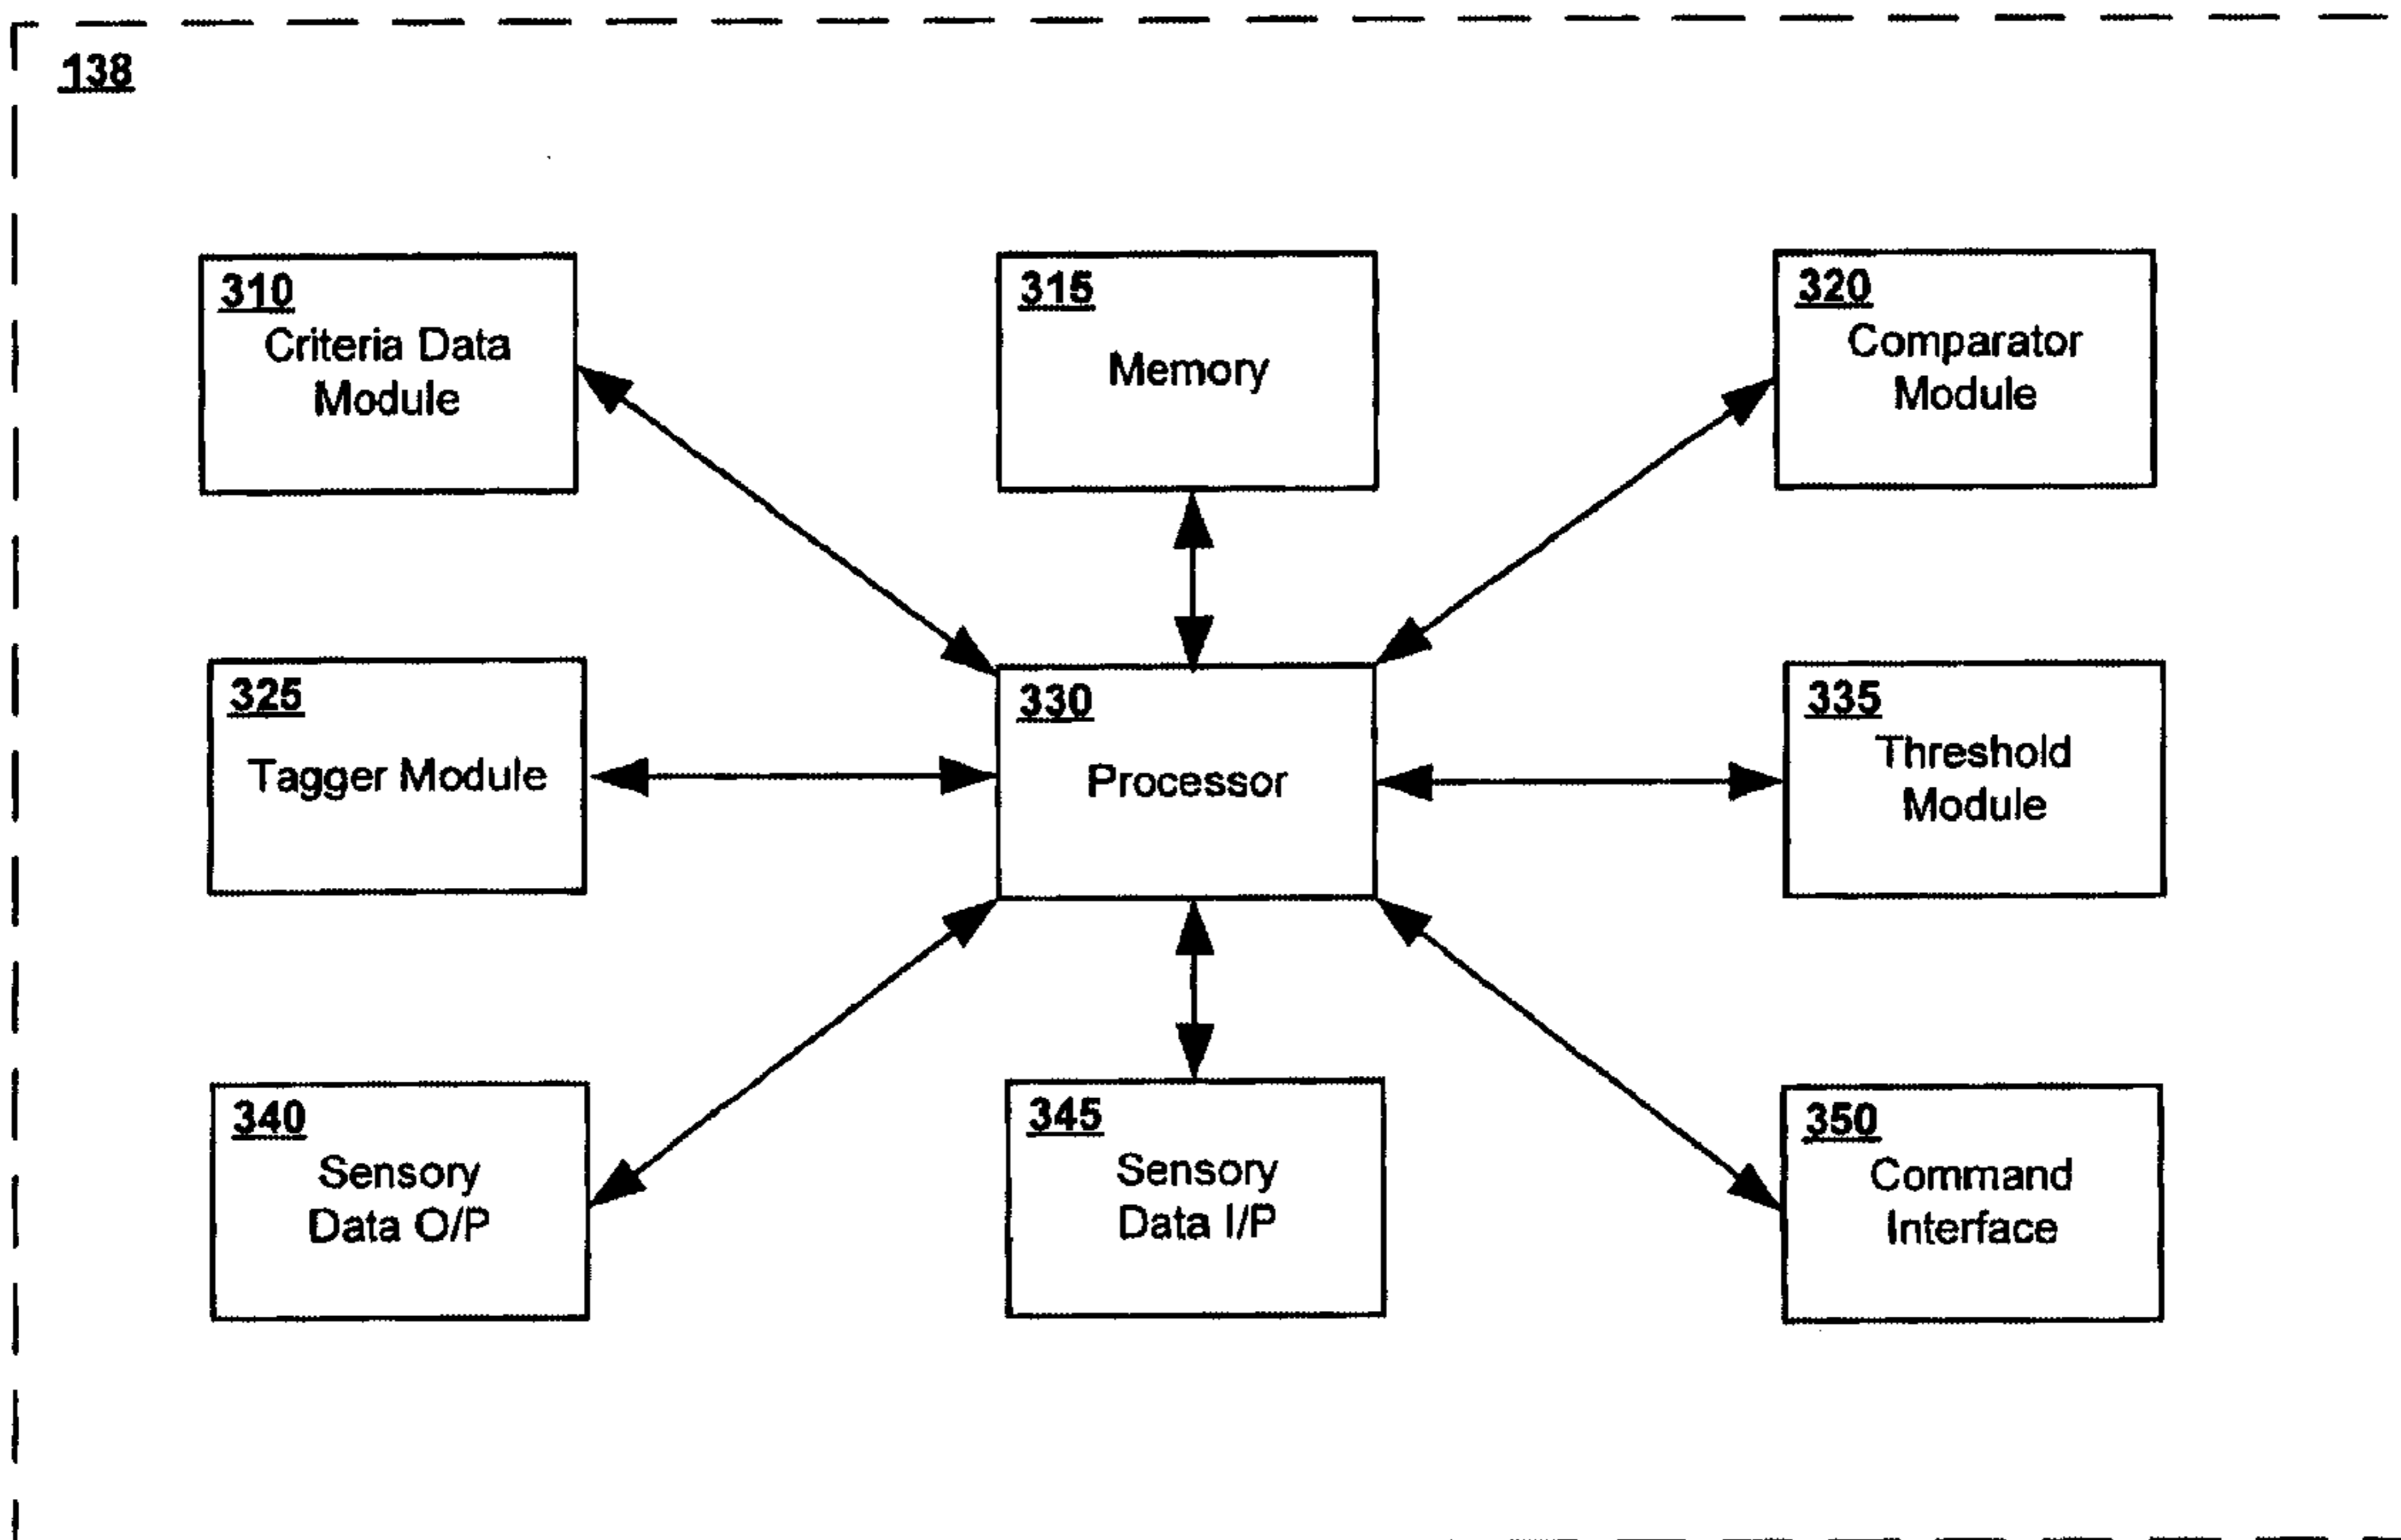 138
310
Criteria Data
Module
315
Memory
320
Comparator
Module
325
Tagger Module
330
Processor
335
Threshold
Module
340
Sensory
Data O/P
345
Sensory
Data I/P
350
Command
Interface